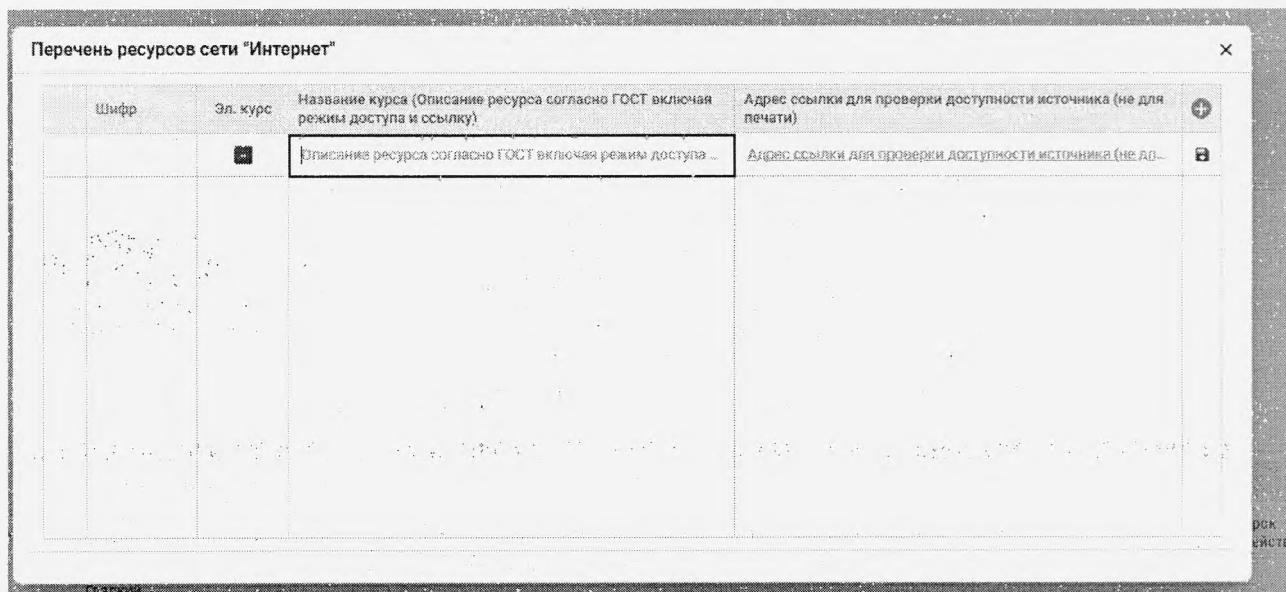 Перечень ресурсов сети "Интернет"
Шифр
Эл. курс
Название курса (Описание ресурса согласно ГОСТ включая
режим доступа и ссылку)
Адрес ссылки для проверки доступности источника (не для
печати)
Описание ресурса согласно ГОСТ включая режим доступа ...
Адрес ссылки для проверки доступности источника (не дл...
рск
ейств